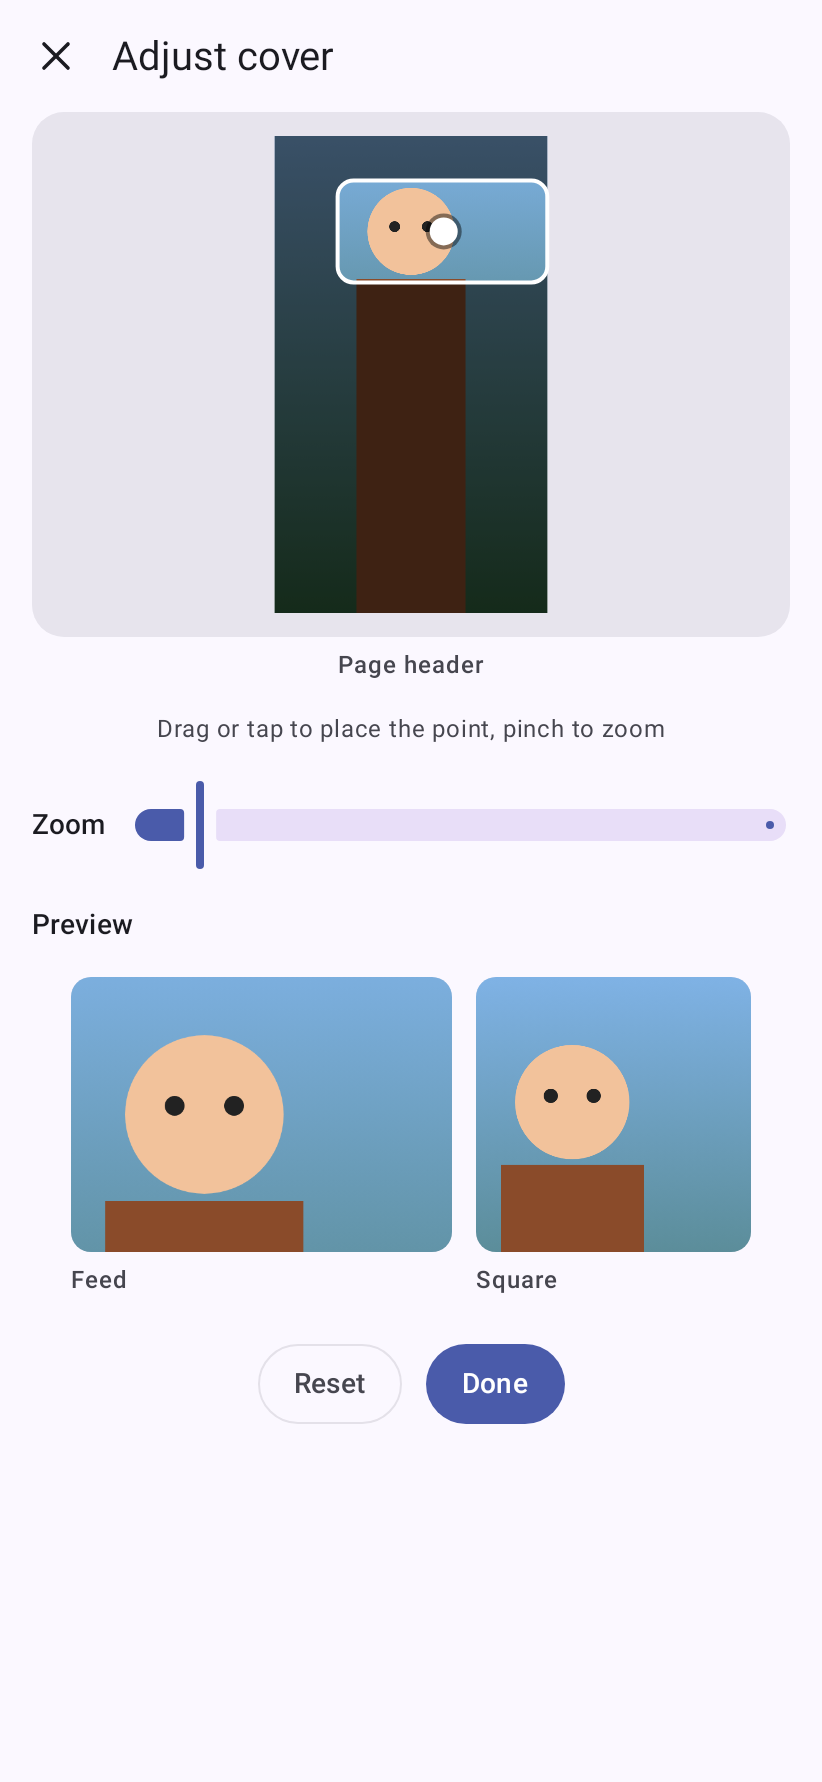 Adjust cover
Page header
Drag or tap to place the point, pinch to zoom
Zoom
Preview
Feed
Square
Reset
Done